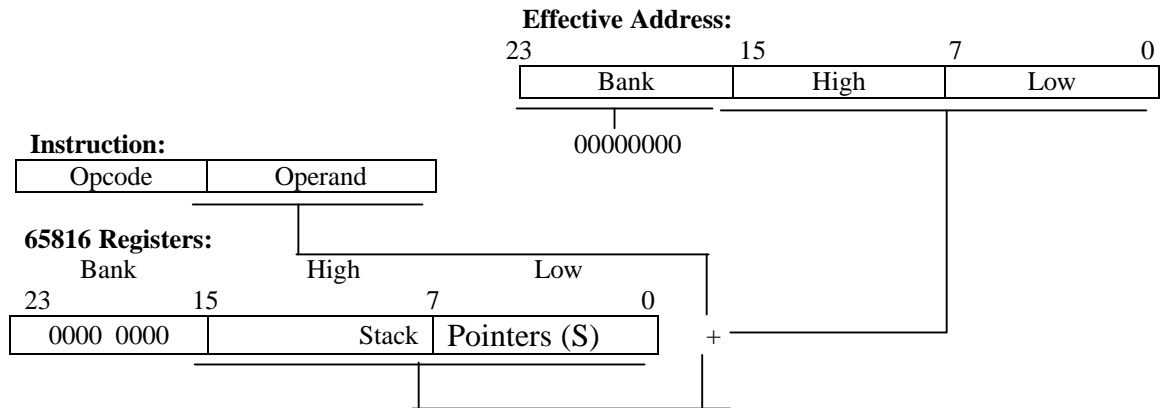 Effective Address:
23 15 7 0
Bank High Low
00000000
Instruction:
Opcode Operand
65816 Registers:
Bank High Low
23 15 7 0
0000 0000 Stack Pointers (S) +